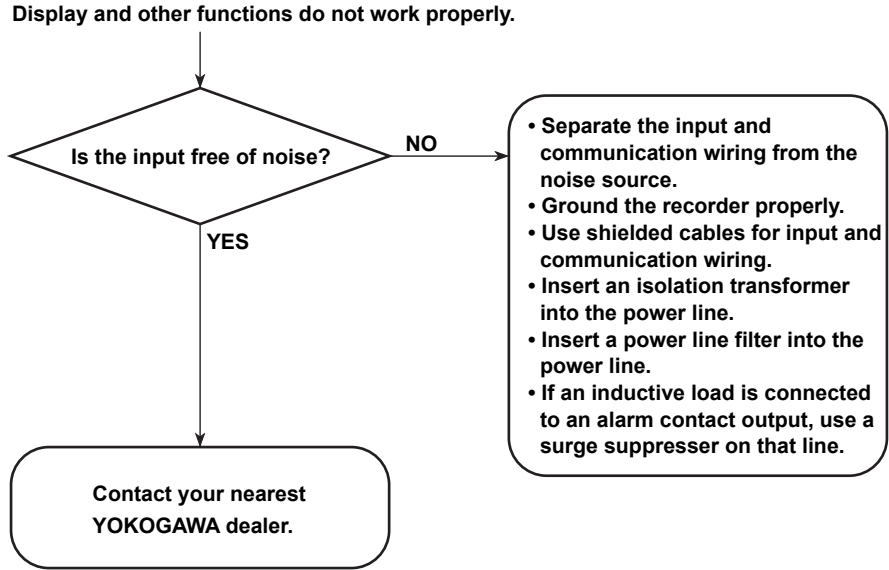 Display and other functions do not work properly.
Is the input free of noise?
NO
YES
• Separate the input and
communication wiring from the
noise source.
• Ground the recorder properly.
• Use shielded cables for input and
communication wiring.
• Insert an isolation transformer
into the power line.
• Insert a power line filter into the
power line.
• If an inductive load is connected
to an alarm contact output, use a
surge suppresser on that line.
Contact your nearest
YOKOGAWA dealer.